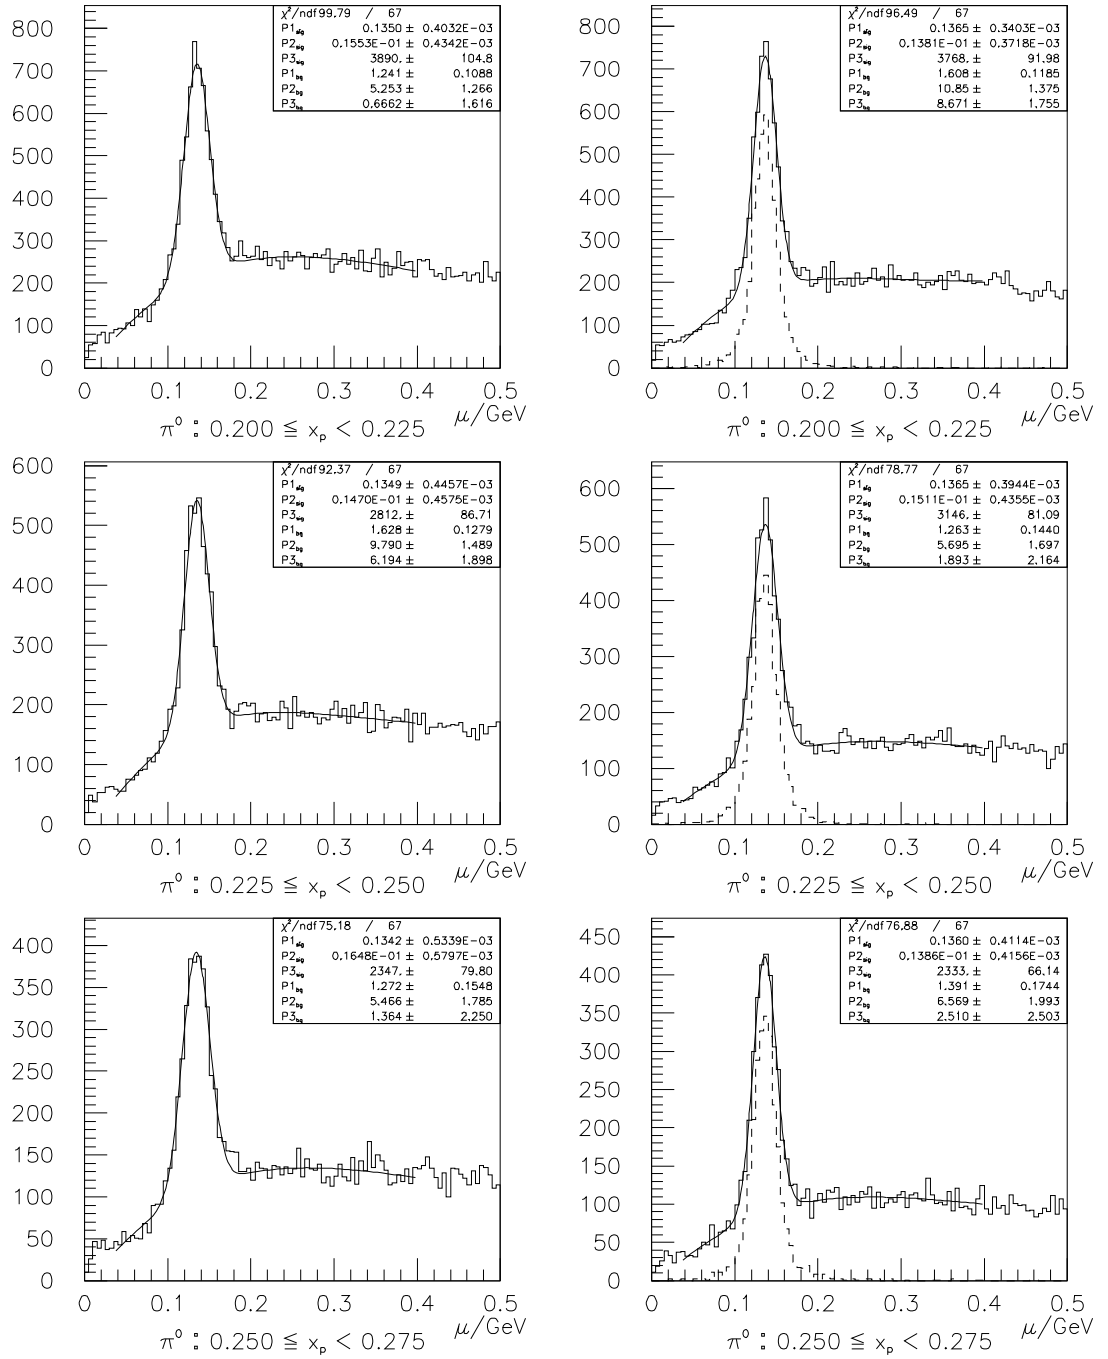 χ²/ndf 99.79 / 67
P1sig 0.1350 ± 0.4032E-03
P2sig 0.1553E-01 ± 0.4342E-03
P3sig 3890. ± 104.8
P1bg 1.241 ± 0.1088
P2bg 5.253 ± 1.266
P3bg 0.6662 ± 1.616
800
700
600
500
400
300
200
100
0
0 0.1 0.2 0.3 0.4 0.5
μ/GeV
π⁰ : 0.200 ≦ xp < 0.225
χ²/ndf 96.49 / 67
P1sig 0.1365 ± 0.3403E-03
P2sig 0.1381E-01 ± 0.3718E-03
P3sig 3768. ± 91.98
P1bg 1.608 ± 0.1185
P2bg 10.85 ± 1.375
P3bg 8.671 ± 1.755
800
700
600
500
400
300
200
100
0
0 0.1 0.2 0.3 0.4 0.5
μ/GeV
π⁰ : 0.200 ≦ xp < 0.225
χ²/ndf 92.37 / 67
P1sig 0.1349 ± 0.4457E-03
P2sig 0.1470E-01 ± 0.4575E-03
P3sig 2812. ± 86.71
P1bg 1.628 ± 0.1279
P2bg 9.790 ± 1.489
P3bg 6.194 ± 1.898
600
500
400
300
200
100
0
0 0.1 0.2 0.3 0.4 0.5
μ/GeV
π⁰ : 0.225 ≦ xp < 0.250
χ²/ndf 78.77 / 67
P1sig 0.1365 ± 0.3944E-03
P2sig 0.1511E-01 ± 0.4355E-03
P3sig 3146. ± 81.09
P1bg 1.263 ± 0.1440
P2bg 5.695 ± 1.697
P3bg 1.893 ± 2.164
600
500
400
300
200
100
0
0 0.1 0.2 0.3 0.4 0.5
μ/GeV
π⁰ : 0.225 ≦ xp < 0.250
χ²/ndf 75.18 / 67
P1sig 0.1342 ± 0.5339E-03
P2sig 0.1648E-01 ± 0.5797E-03
P3sig 2347. ± 79.80
P1bg 1.272 ± 0.1548
P2bg 5.466 ± 1.785
P3bg 1.364 ± 2.250
400
350
300
250
200
150
100
50
0
0 0.1 0.2 0.3 0.4 0.5
μ/GeV
π⁰ : 0.250 ≦ xp < 0.275
χ²/ndf 76.88 / 67
P1sig 0.1360 ± 0.4114E-03
P2sig 0.1386E-01 ± 0.4156E-03
P3sig 2333. ± 66.14
P1bg 1.391 ± 0.1744
P2bg 6.569 ± 1.993
P3bg 2.510 ± 2.503
450
400
350
300
250
200
150
100
50
0
0 0.1 0.2 0.3 0.4 0.5
μ/GeV
π⁰ : 0.250 ≦ xp < 0.275